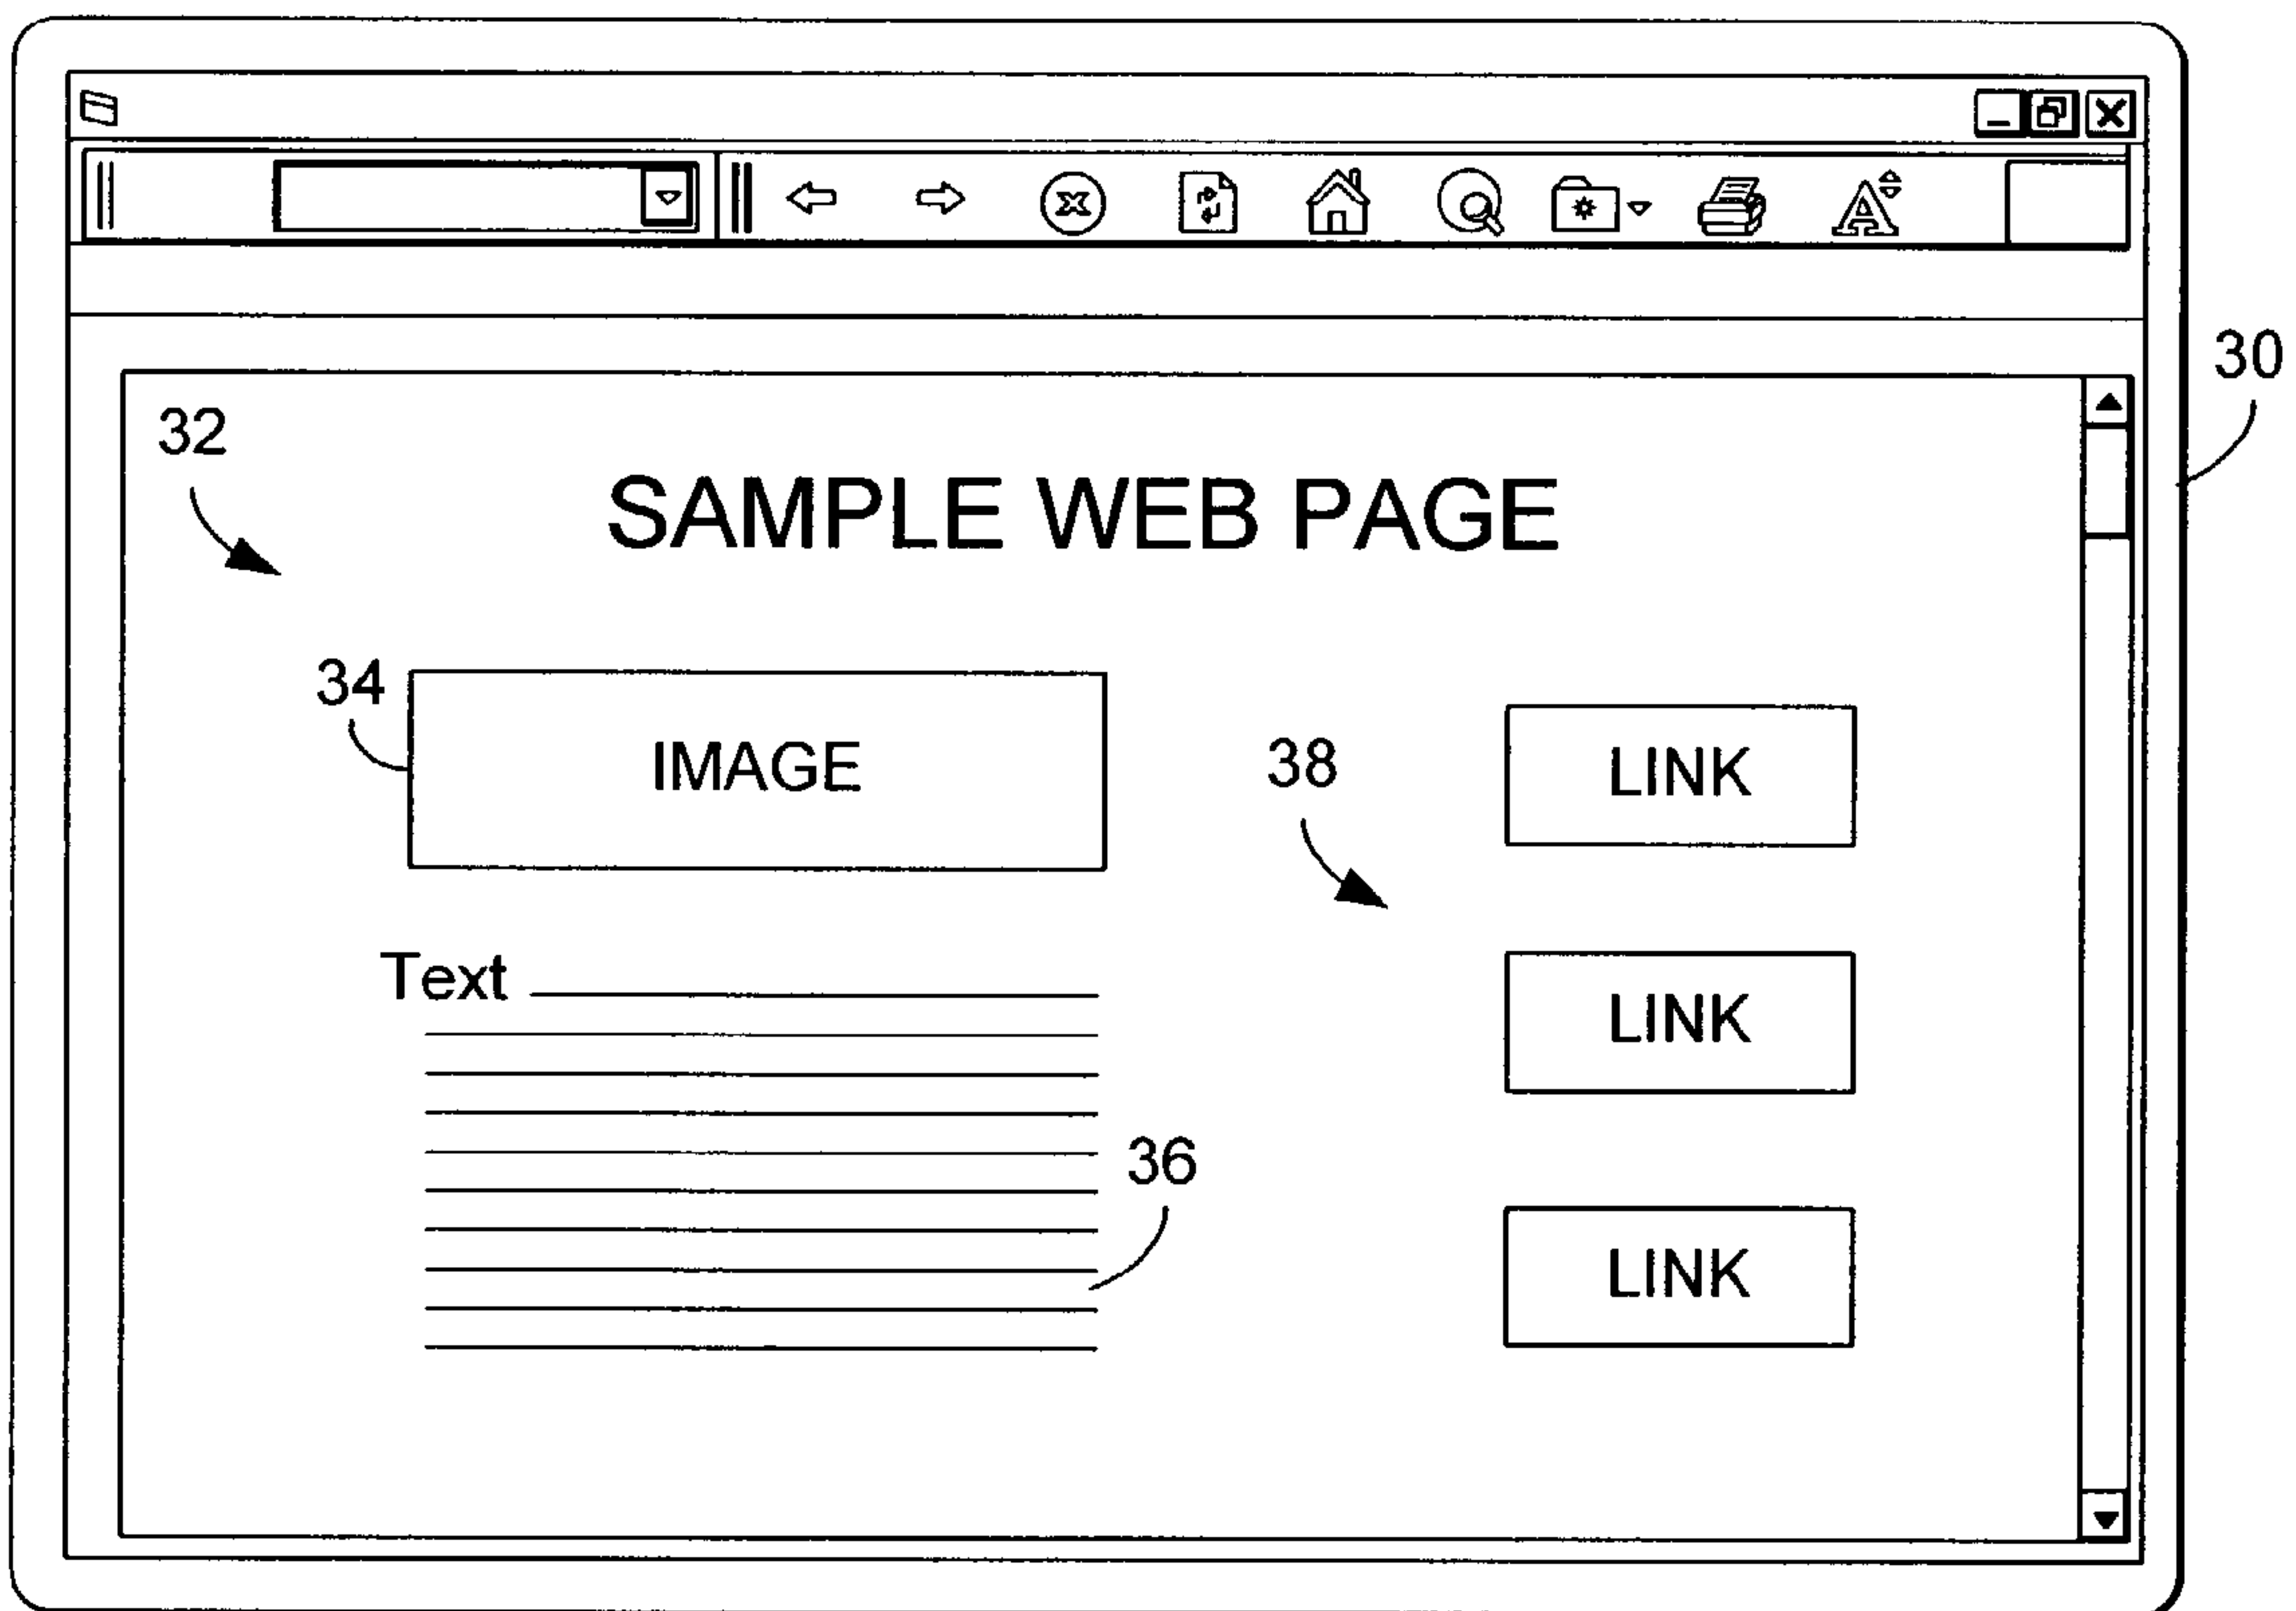 30
32
SAMPLE WEB PAGE
34
IMAGE
38
LINK
Text
LINK
36
LINK
A